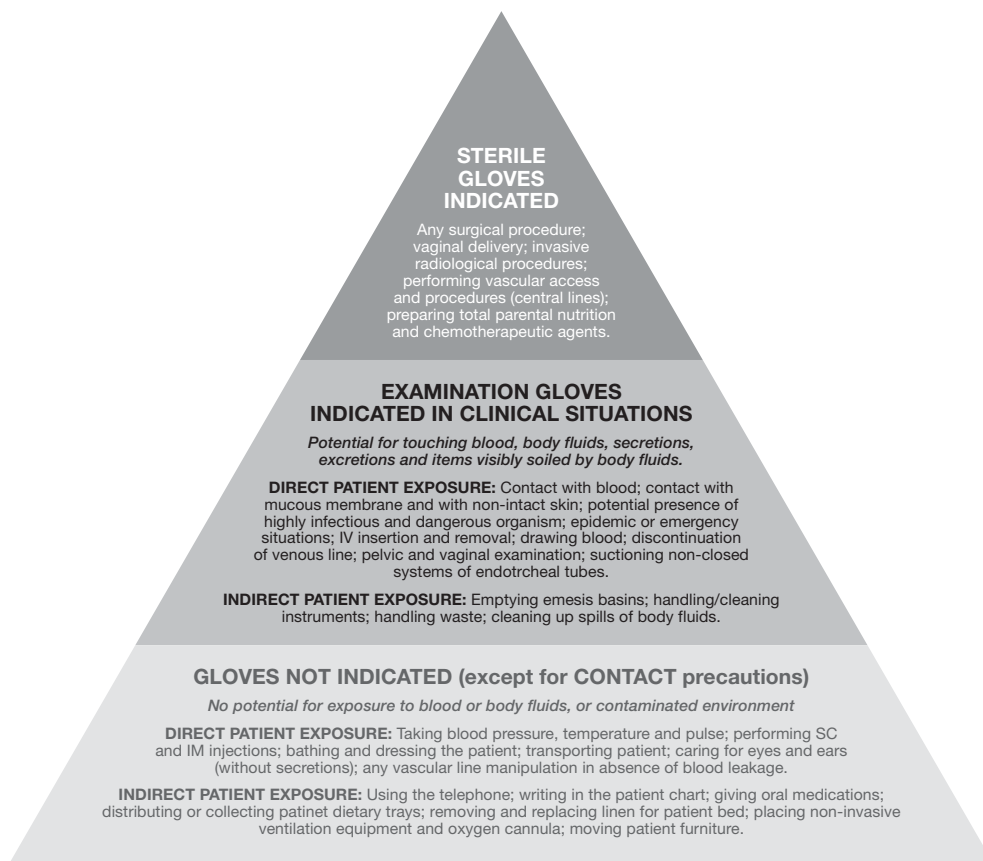 STERILE
GLOVES
INDICATED
Any surgical procedure;
vaginal delivery; invasive
radiological procedures;
performing vascular access
and procedures (central lines);
preparing total parental nutrition
and chemotherapeutic agents.
EXAMINATION GLOVES
INDICATED IN CLINICAL SITUATIONS
Potential for touching blood, body fluids, secretions,
excretions and items visibly soiled by body fluids.
DIRECT PATIENT EXPOSURE: Contact with blood; contact with
mucous membrane and with non-intact skin; potential presence of
highly infectious and dangerous organism; epidemic or emergency
situations; IV insertion and removal; drawing blood; discontinuation
of venous line; pelvic and vaginal examination; suctioning non-closed
systems of endotrcheal tubes.
INDIRECT PATIENT EXPOSURE: Emptying emesis basins; handling/cleaning
instruments; handling waste; cleaning up spills of body fluids.
GLOVES NOT INDICATED (except for CONTACT precautions)
No potential for exposure to blood or body fluids, or contaminated environment
DIRECT PATIENT EXPOSURE: Taking blood pressure, temperature and pulse; performing SC
and IM injections; bathing and dressing the patient; transporting patient; caring for eyes and ears
(without secretions); any vascular line manipulation in absence of blood leakage.
INDIRECT PATIENT EXPOSURE: Using the telephone; writing in the patient chart; giving oral medications;
distributing or collecting patinet dietary trays; removing and replacing linen for patient bed; placing non-invasive
ventilation equipment and oxygen cannula; moving patient furniture.